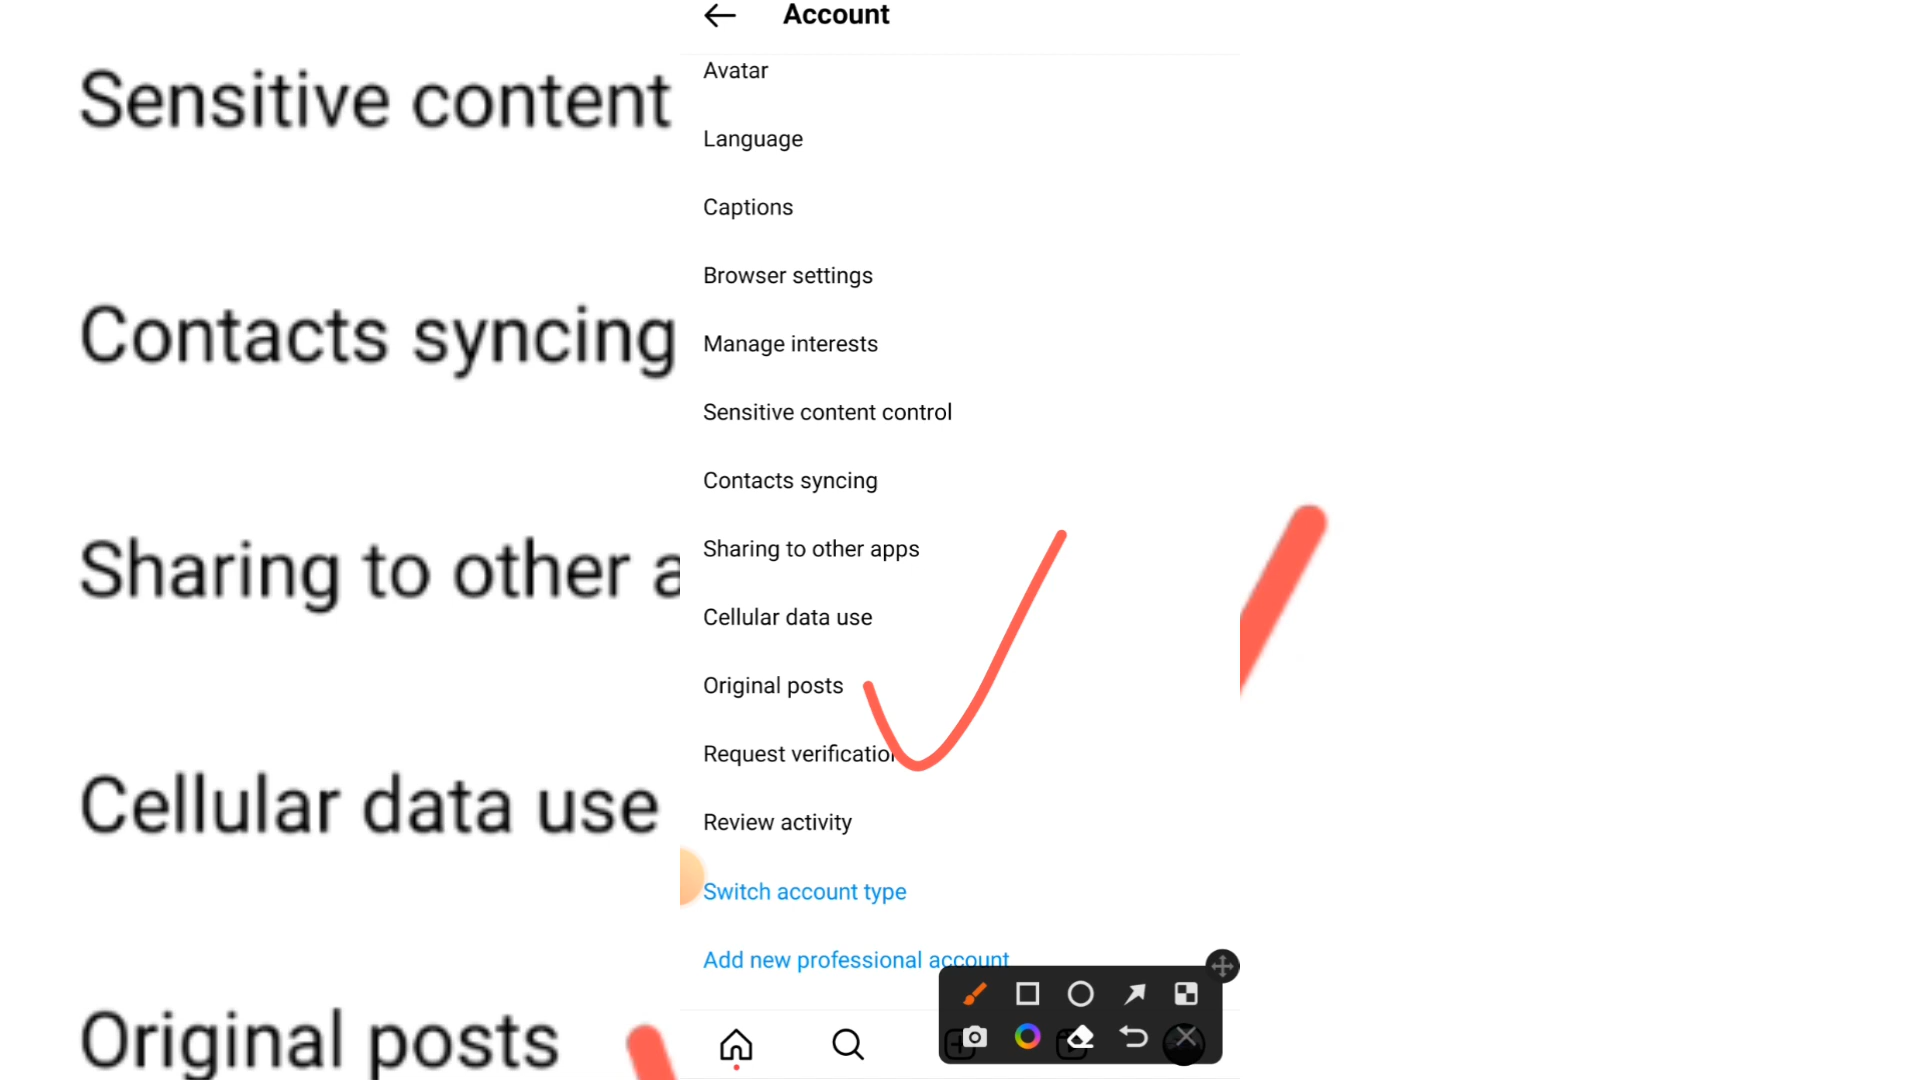 Account
Avatar
Language
Captions
Browser settings
Manage interests
Sensitive content control
Contacts syncing
Sharing to other apps
Cellular data use
Original posts
Request verification
Review activity
Switch account type
Add new professional account
Sensitive content
Contacts syncing
Sharing to other a
Cellular data use
Original posts